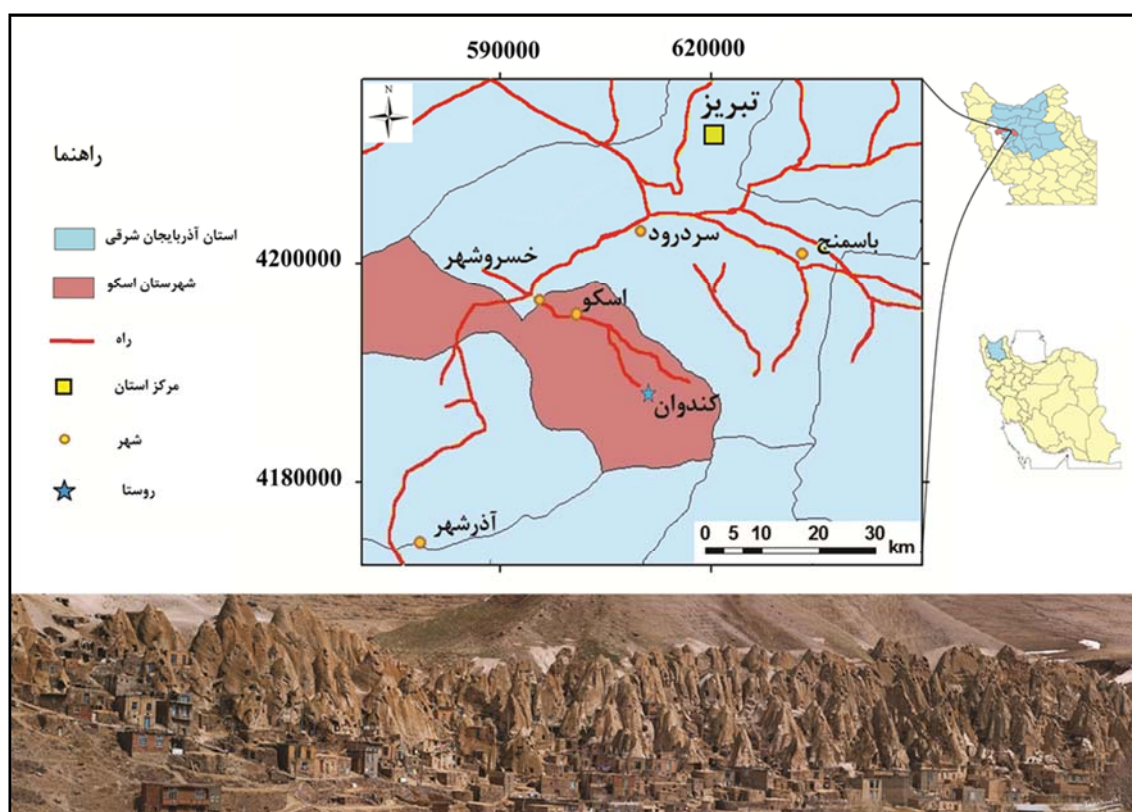 590000 620000
N
تبریز
راهنما
استان آذربایجان شرقی
شهرستان اسکو
راه
مرکز استان
شهر
روستا
سردرود
باسمنج
4200000
خسروشهر
اسکو
کندوان
4180000
آذرشهر
0 5 10 20 30
km